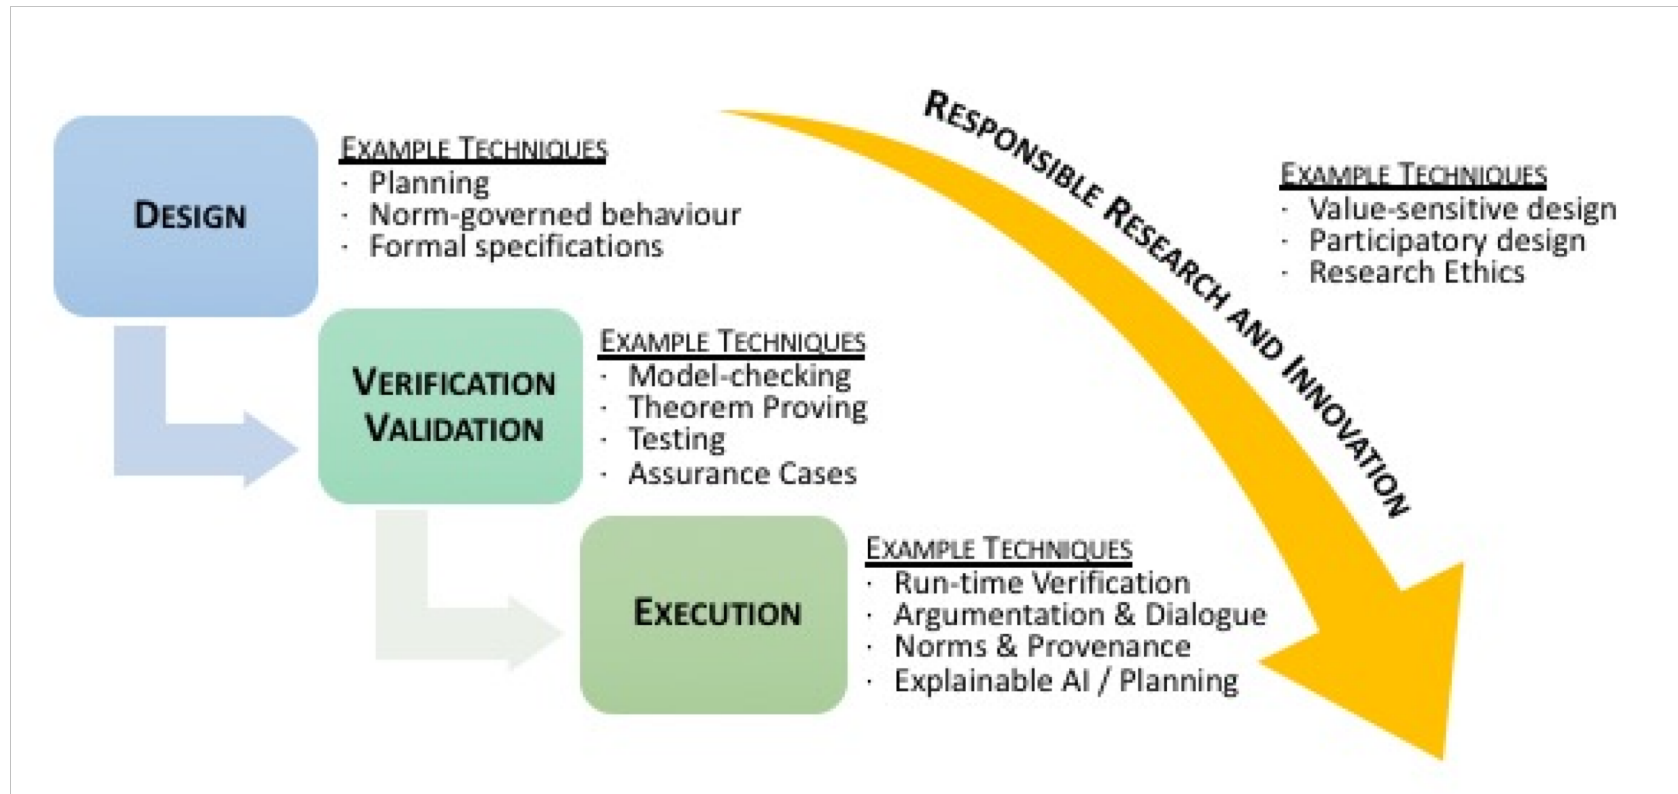 DESIGN
EXAMPLE TECHNIQUES
· Planning
· Norm-governed behaviour
· Formal specifications
VERIFICATION
VALIDATION
EXAMPLE TECHNIQUES
· Model-checking
· Theorem Proving
· Testing
· Assurance Cases
EXECUTION
EXAMPLE TECHNIQUES
· Run-time Verification
· Argumentation & Dialogue
· Norms & Provenance
· Explainable AI / Planning
RESPONSIBLE RESEARCH AND INNOVATION
EXAMPLE TECHNIQUES
· Value-sensitive design
· Participatory design
· Research Ethics